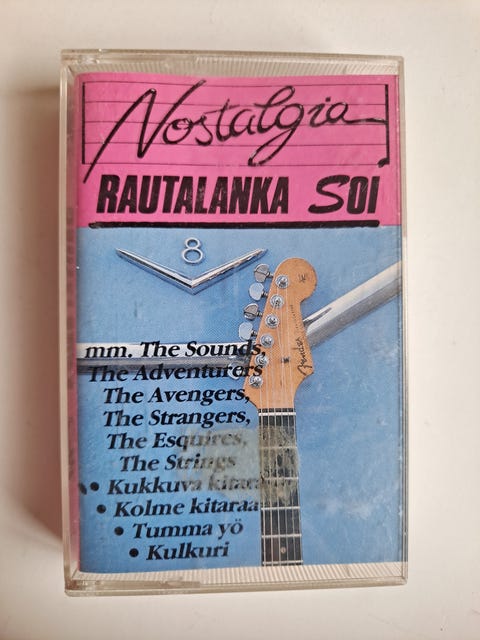 Nostalgia
RAUTALANKA SOI
8
Fender
mm. The Sounds,
The Adventurers
The Avengers,
The Strangers,
The Esquires,
The Strings
• Kukkuva kitara
• Kolme kitaraa
• Tumma yö
• Kulkuri